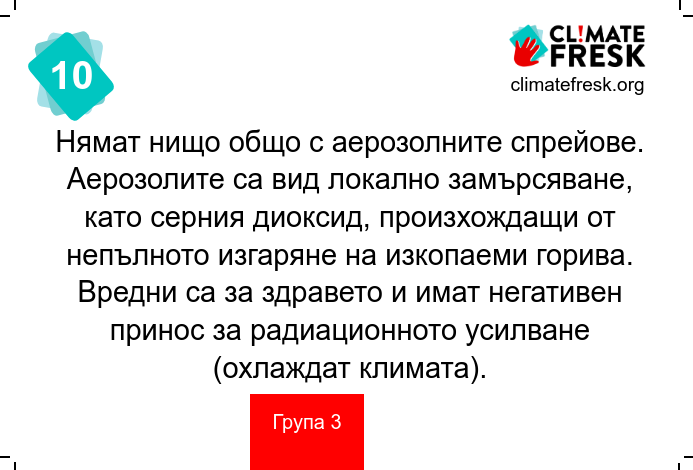 10
CL!MATE
FRESK
climatefresk.org
Нямат нищо общо с аерозолните спрейове.
Аерозолите са вид локално замърсяване,
като серния диоксид, произхождащи от
непълното изгаряне на изкопаеми горива.
Вредни са за здравето и имат негативен
принос за радиационното усилване
(охлаждат климата).
Група 3